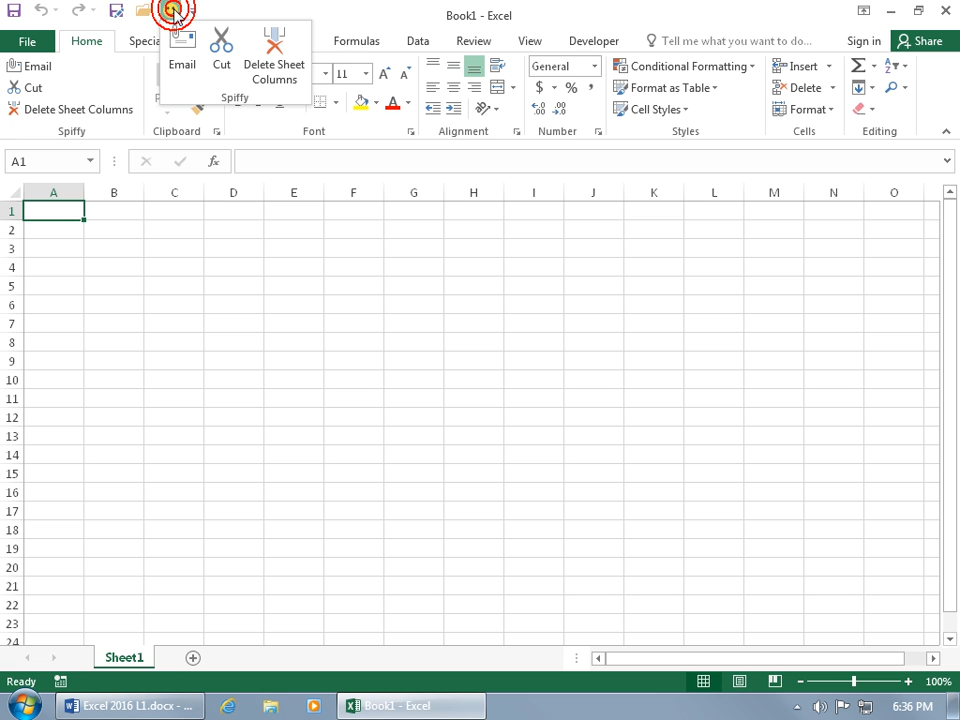 Book1 - Excel
File
Home
Specia
Formulas
Data
Review
View
Developer
Tell me what you want to do...
Sign in
Share
Email
Cut
Delete Sheet Columns
Spiffy
Email
Cut
Delete Sheet
Columns
Spiffy
Clipboard
11
A A
A
Font
Alignment
General
$ % ,
Number
Conditional Formatting
Format as Table
Cell Styles
Styles
Insert
Delete
Format
Cells
Editing
A1
fx
A B C D E F G H I J K L M N O
1
2
3
4
5
6
7
8
9
10
11
12
13
14
15
16
17
18
19
20
21
22
23
24
Sheet1
Ready
100%
Excel 2016 L1.docx - ...
Book1 - Excel
6:36 PM